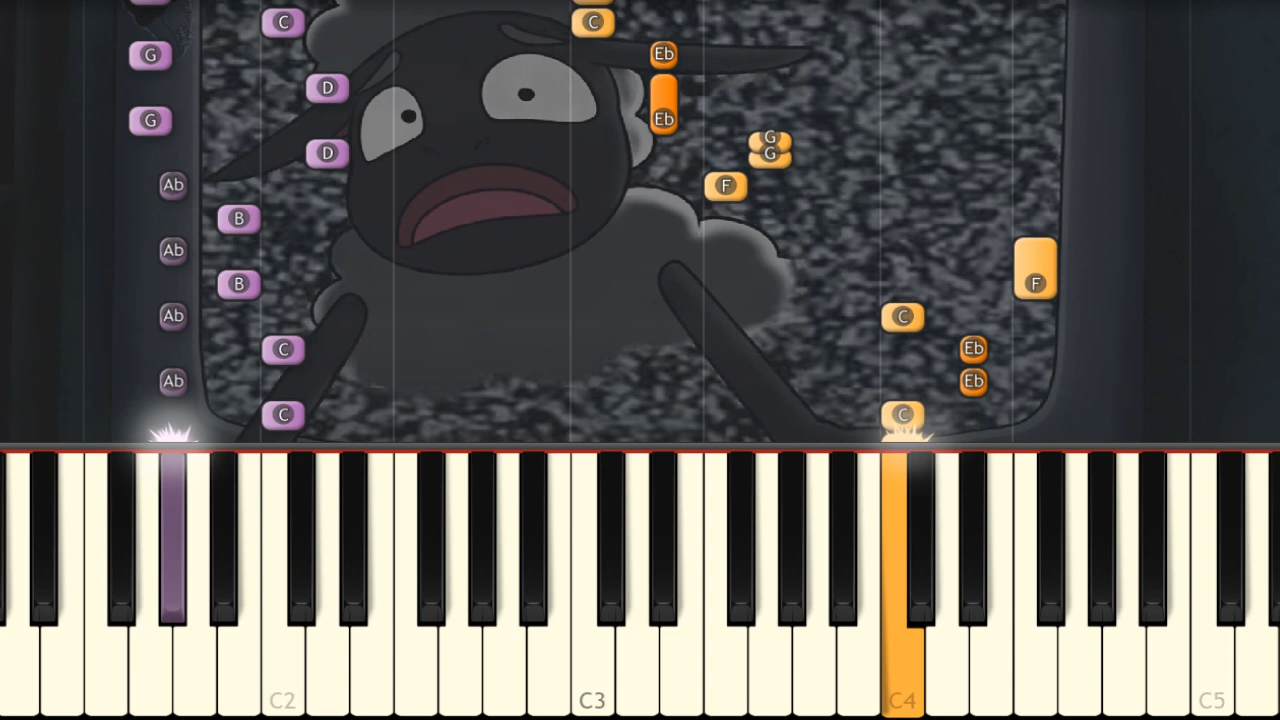 C C
G Eb
D
G Eb
G
D G
Ab F
B
Ab
B F
Ab C
C Eb
Ab Eb
C C
C2 C3 C4 C5